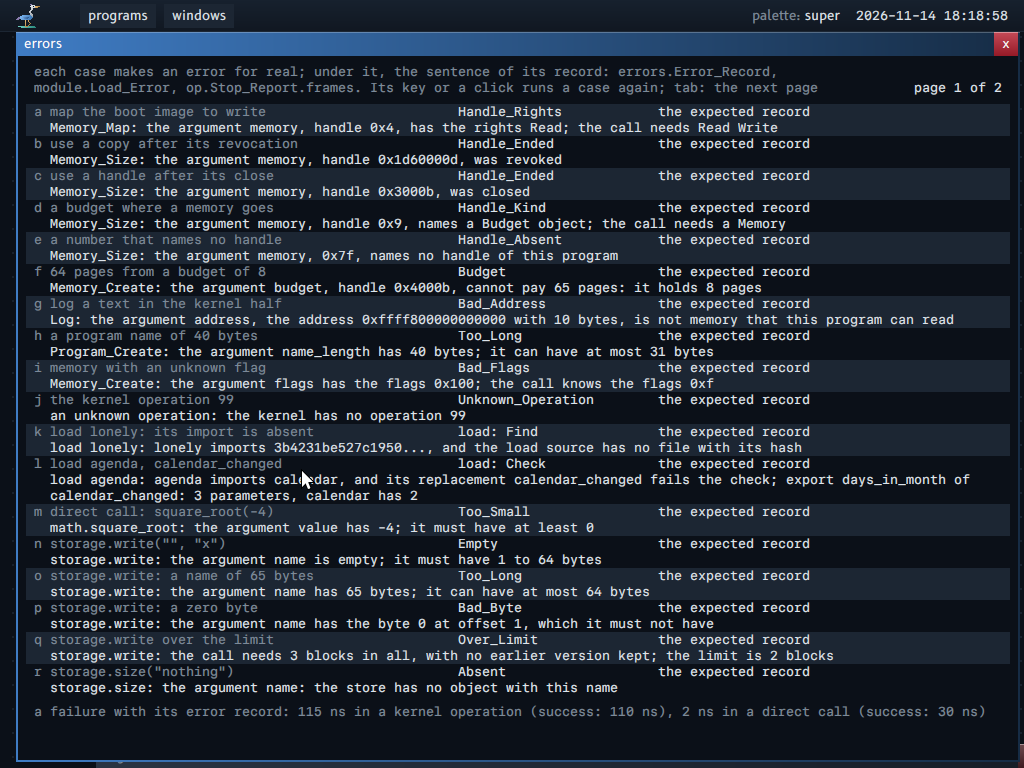 programs windows palette: super 2026-11-14 18:18:58
errors x
each case makes an error for real; under it, the sentence of its record: errors.Error_Record,
module.Load_Error, op.Stop_Report.frames. Its key or a click runs a case again; tab: the next page page 1 of 2
a map the boot image to write Handle_Rights the expected record
Memory_Map: the argument memory, handle 0x4, has the rights Read; the call needs Read Write
b use a copy after its revocation Handle_Ended the expected record
Memory_Size: the argument memory, handle 0x1d60000d, was revoked
c use a handle after its close Handle_Ended the expected record
Memory_Size: the argument memory, handle 0x3000b, was closed
d a budget where a memory goes Handle_Kind the expected record
Memory_Size: the argument memory, handle 0x9, names a Budget object; the call needs a Memory
e a number that names no handle Handle_Absent the expected record
Memory_Size: the argument memory, 0x7f, names no handle of this program
f 64 pages from a budget of 8 Budget the expected record
Memory_Create: the argument budget, handle 0x4000b, cannot pay 65 pages: it holds 8 pages
g log a text in the kernel half Bad_Address the expected record
Log: the argument address, the address 0xffff800000000000 with 10 bytes, is not memory that this program can read
h a program name of 40 bytes Too_Long the expected record
Program_Create: the argument name_length has 40 bytes; it can have at most 31 bytes
i memory with an unknown flag Bad_Flags the expected record
Memory_Create: the argument flags has the flags 0x100; the call knows the flags 0xf
j the kernel operation 99 Unknown_Operation the expected record
an unknown operation: the kernel has no operation 99
k load lonely: its import is absent load: Find the expected record
load lonely: lonely imports 3b4231be527c1950..., and the load source has no file with its hash
l load agenda, calendar_changed load: Check the expected record
load agenda: agenda imports calendar, and its replacement calendar_changed fails the check; export days_in_month of
calendar_changed: 3 parameters, calendar has 2
m direct call: square_root(-4) Too_Small the expected record
math.square_root: the argument value has -4; it must have at least 0
n storage.write("", "x") Empty the expected record
storage.write: the argument name is empty; it must have 1 to 64 bytes
o storage.write: a name of 65 bytes Too_Long the expected record
storage.write: the argument name has 65 bytes; it can have at most 64 bytes
p storage.write: a zero byte Bad_Byte the expected record
storage.write: the argument name has the byte 0 at offset 1, which it must not have
q storage.write over the limit Over_Limit the expected record
storage.write: the call needs 3 blocks in all, with no earlier version kept; the limit is 2 blocks
r storage.size("nothing") Absent the expected record
storage.size: the argument name: the store has no object with this name
a failure with its error record: 115 ns in a kernel operation (success: 110 ns), 2 ns in a direct call (success: 30 ns)